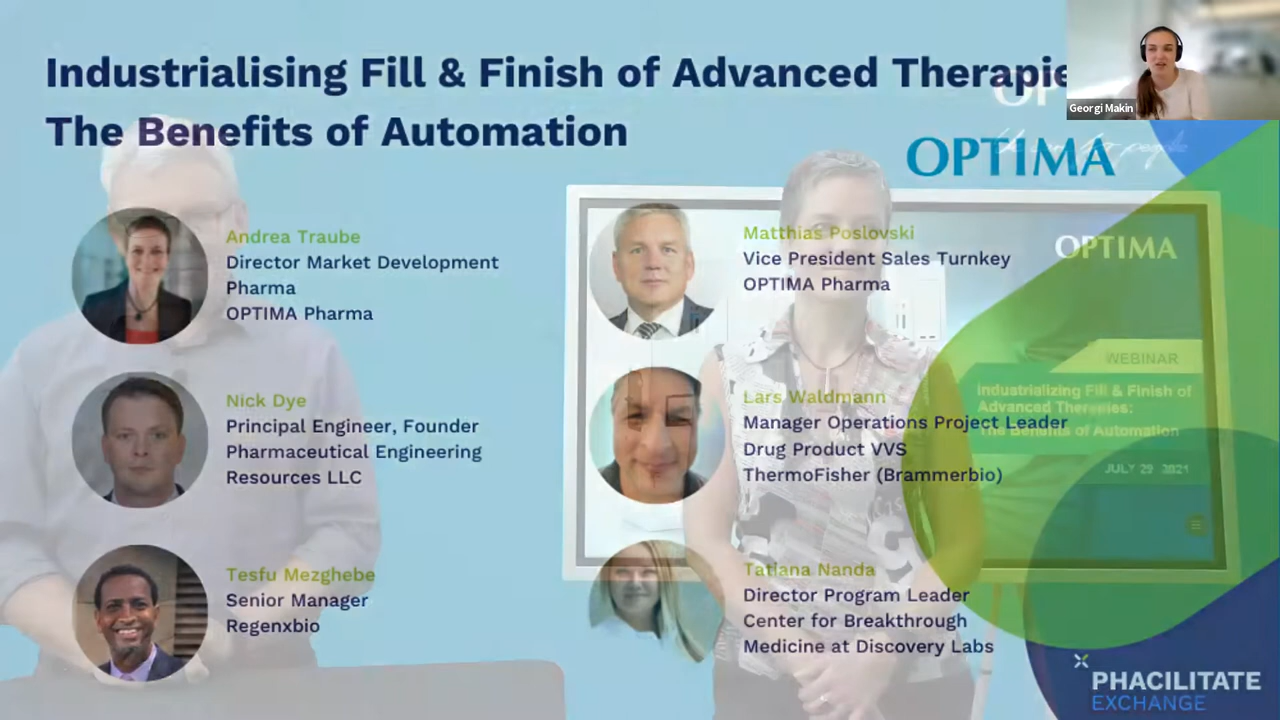 Industrialising Fill & Finish of Advanced Therapie
The Benefits of Automation
Georgi Makin
OPTIMA
Andrea Traube
Director Market Development
Pharma
OPTIMA Pharma
Matthias Poslovski
Vice President Sales Turnkey
OPTIMA Pharma
OPTIMA
WEBINAR
Industrializing Fill & Finish of
Advanced Therapies:
The Benefits of Automation
JULY 29 2021
Nick Dye
Principal Engineer, Founder
Pharmaceutical Engineering
Resources LLC
Lars Waldmann
Manager Operations Project Leader
Drug Product VVS
ThermoFisher (Brammerbio)
Tesfu Mezghebe
Senior Manager
Regenxbio
Tatiana Nanda
Director Program Leader
Center for Breakthrough
Medicine at Discovery Labs
PHACILITATE
EXCHANGE